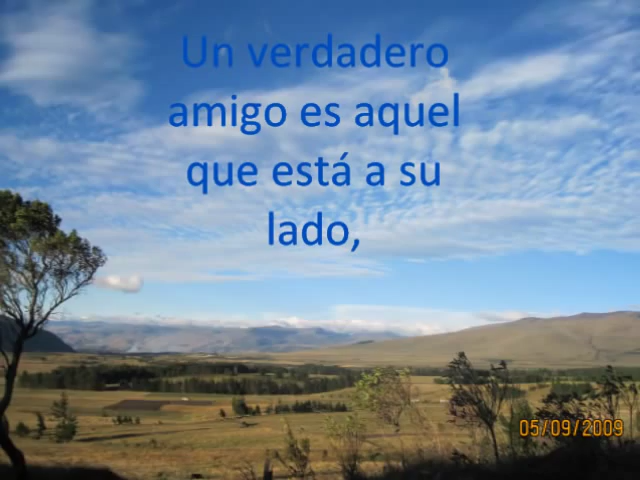 Un verdadero
amigo es aquel
que está a su
lado,
05/09/2009